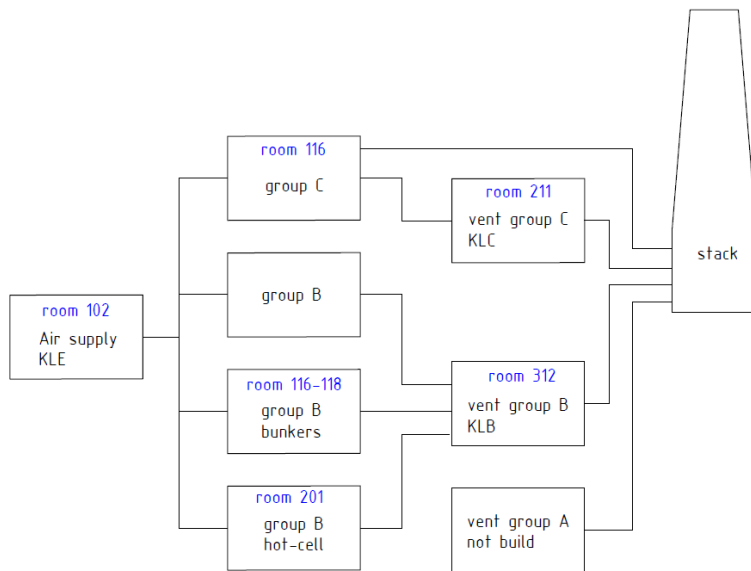 room 116
group C
room 211
vent group C
KLC
stack
group B
room 102
Air supply
KLE
room 116-118
group B
bunkers
room 312
vent group B
KLB
room 201
group B
hot-cell
vent group A
not build